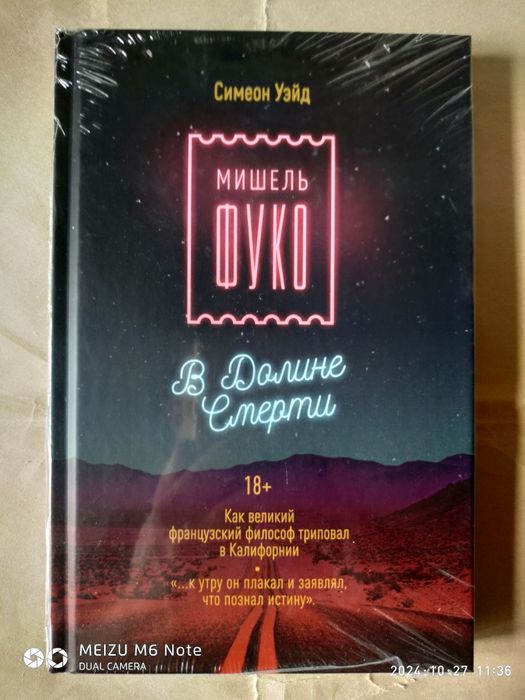 Симеон Уэйд
МИШЕЛЬ
ФУКО
В Долине
Смерти
18+
Как великий
французский философ триповал
в Калифорнии
•
«...к утру он плакал и заявлял,
что познал истину».
MEIZU M6 Note
DUAL CAMERA
2024-10-27 11:36